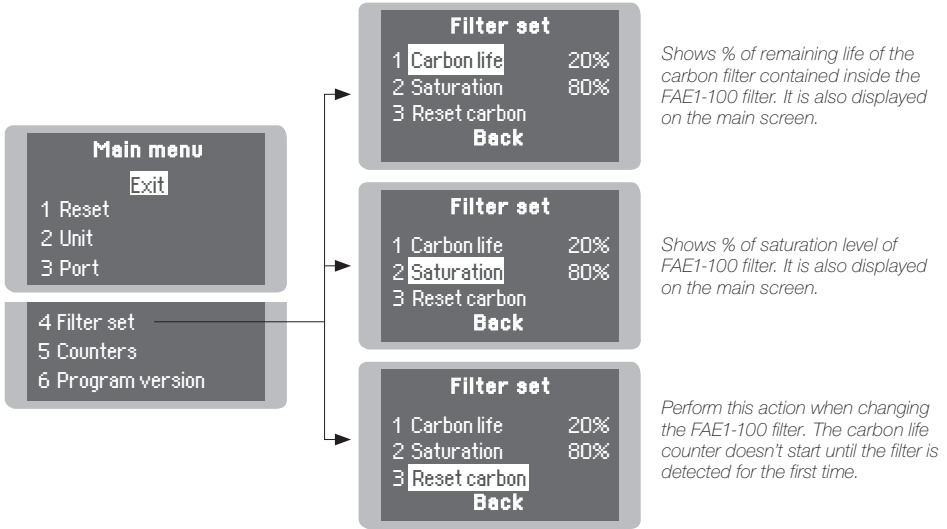 Main menu
Exit
1 Reset
2 Unit
3 Port
4 Filter set
5 Counters
6 Program version
Filter set
1 Carbon life 20%
2 Saturation 80%
3 Reset carbon
Back
Shows % of remaining life of the
carbon filter contained inside the
FAE1-100 filter. It is also displayed
on the main screen.
Filter set
1 Carbon life 20%
2 Saturation 80%
3 Reset carbon
Back
Shows % of saturation level of
FAE1-100 filter. It is also displayed
on the main screen.
Filter set
1 Carbon life 20%
2 Saturation 80%
3 Reset carbon
Back
Perform this action when changing
the FAE1-100 filter. The carbon life
counter doesn't start until the filter is
detected for the first time.